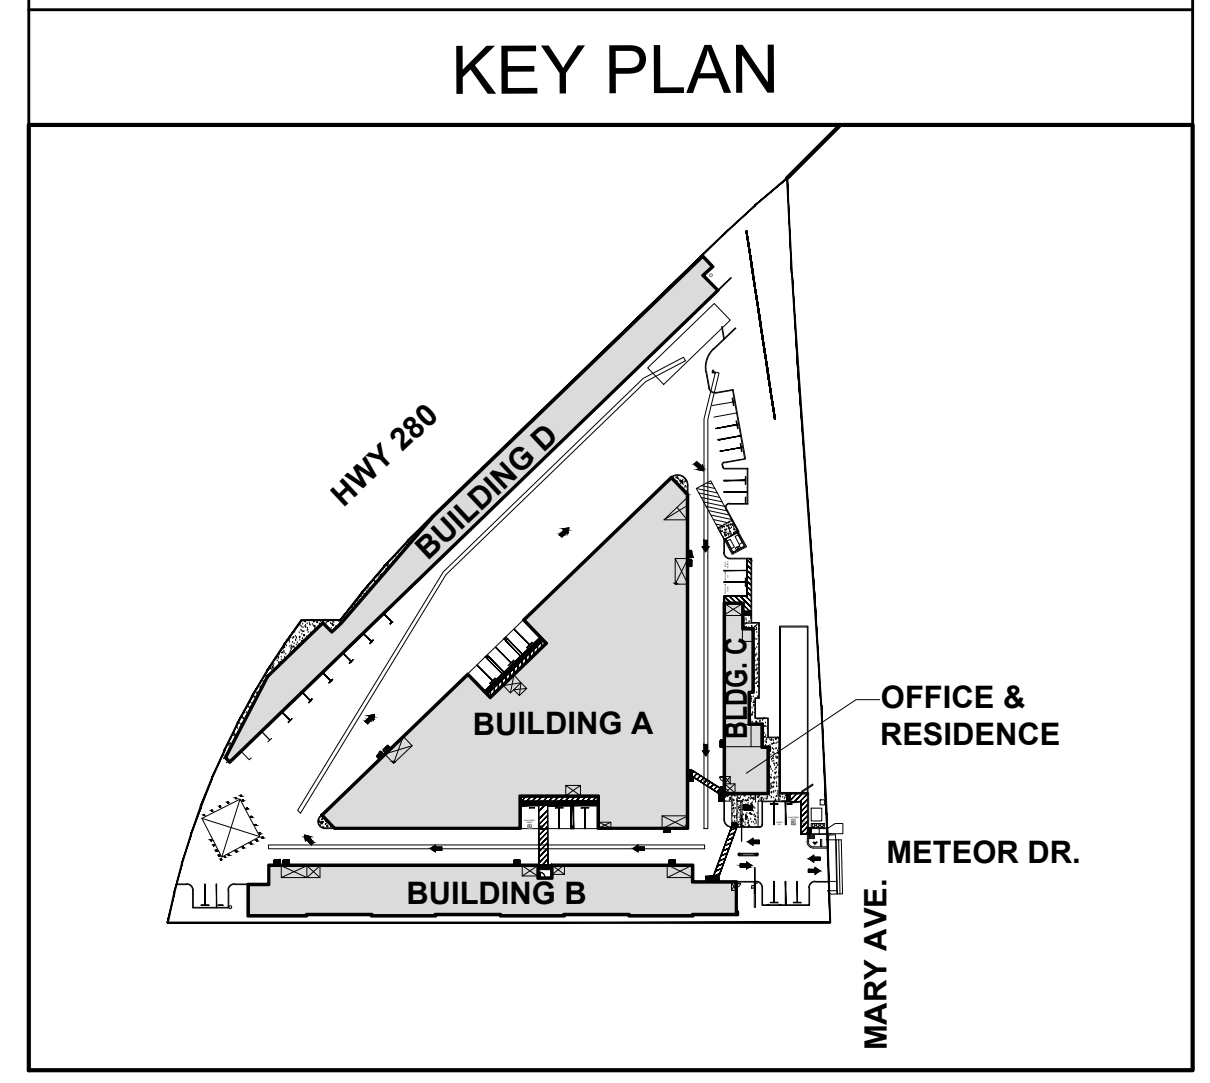 KEY PLAN
HWY 280
BUILDING D
BUILDING A
BLDG. C
OFFICE &
RESIDENCE
METEOR DR.
BUILDING B
MARY AVE.